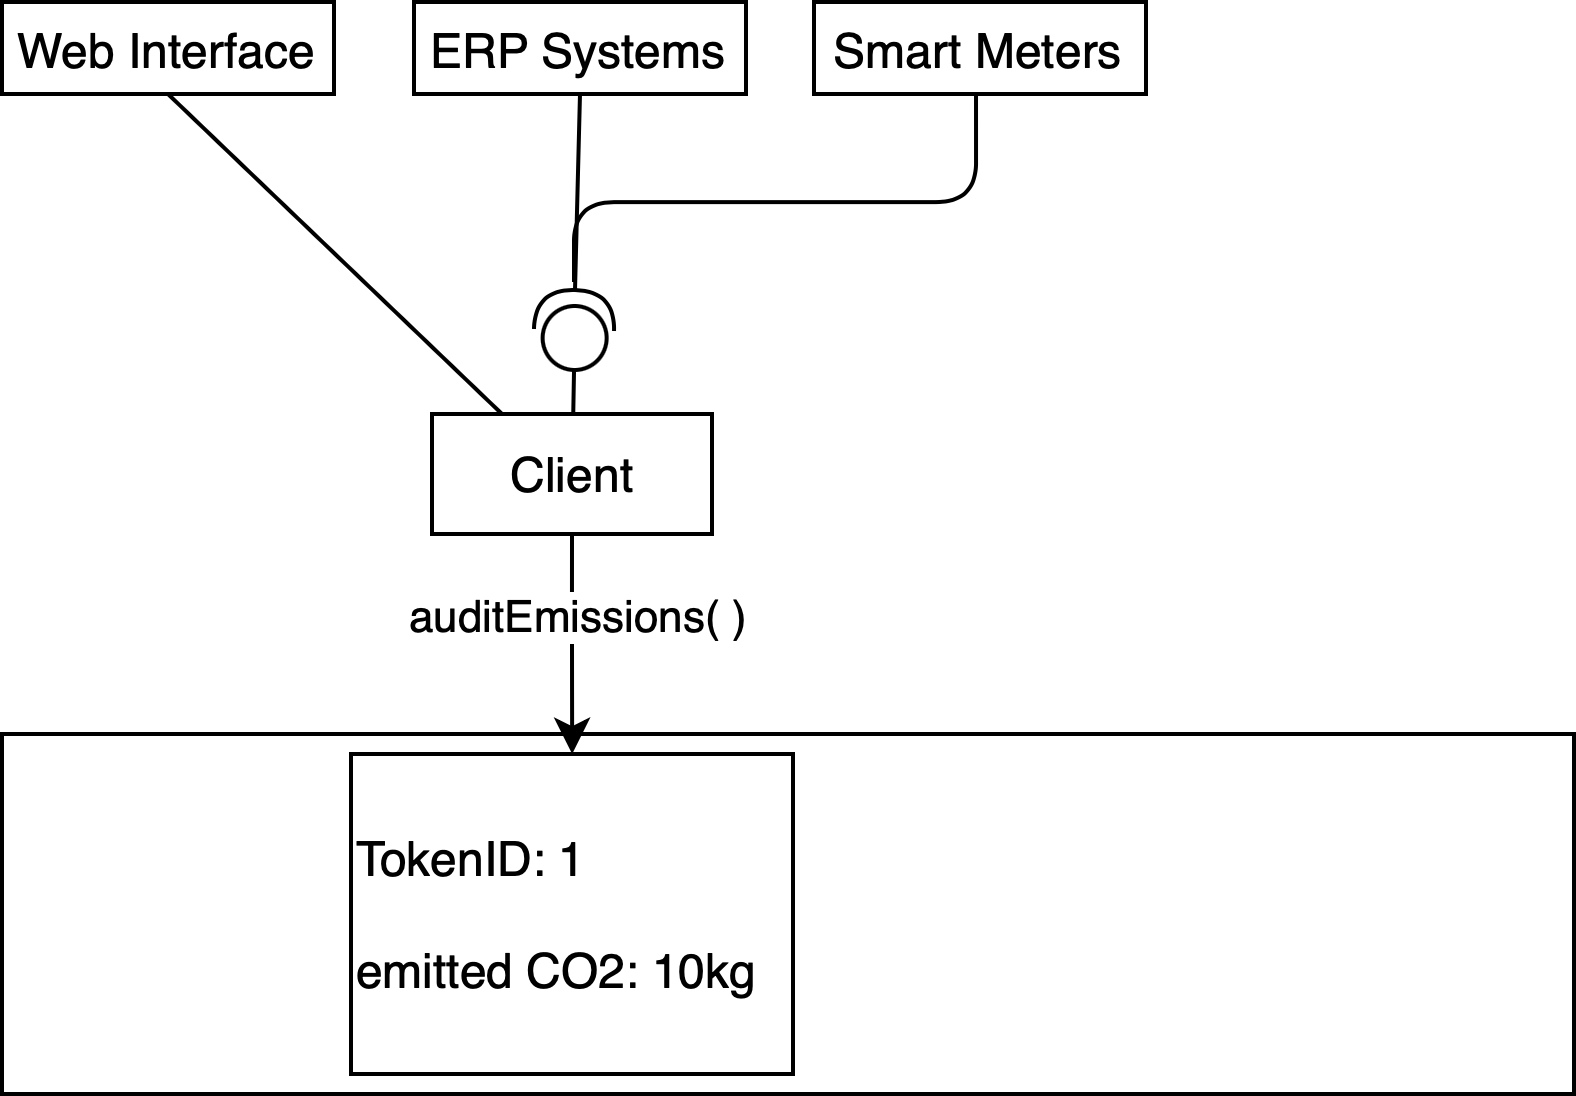 Web Interface
ERP Systems
Smart Meters
Client
auditEmissions( )
TokenID: 1
emitted CO2: 10kg